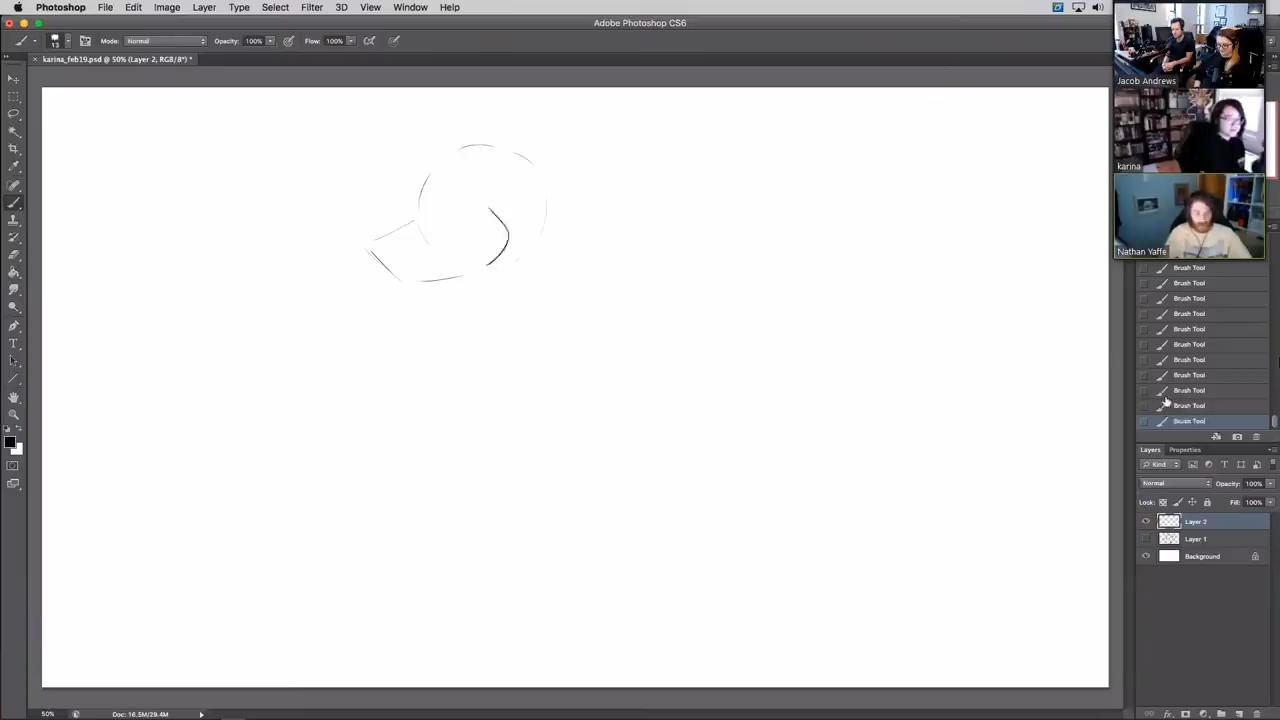 Photoshop File Edit Image Layer Type Select Filter 3D View Window Help
Adobe Photoshop CS6
13 Mode: Normal Opacity: 100% Flow: 100%
karina_feb19.psd @ 50% (Layer 2, RGB/8*) *
Jacob Andrews
karina
Nathan Yaffe
Brush Tool
Brush Tool
Brush Tool
Brush Tool
Brush Tool
Brush Tool
Brush Tool
Brush Tool
Brush Tool
Brush Tool
Brush Tool
Layers Properties
Kind
Normal Opacity: 100%
Lock: Fill: 100%
Layer 2
Layer 1
Background
50% Doc: 16.5M/29.4M